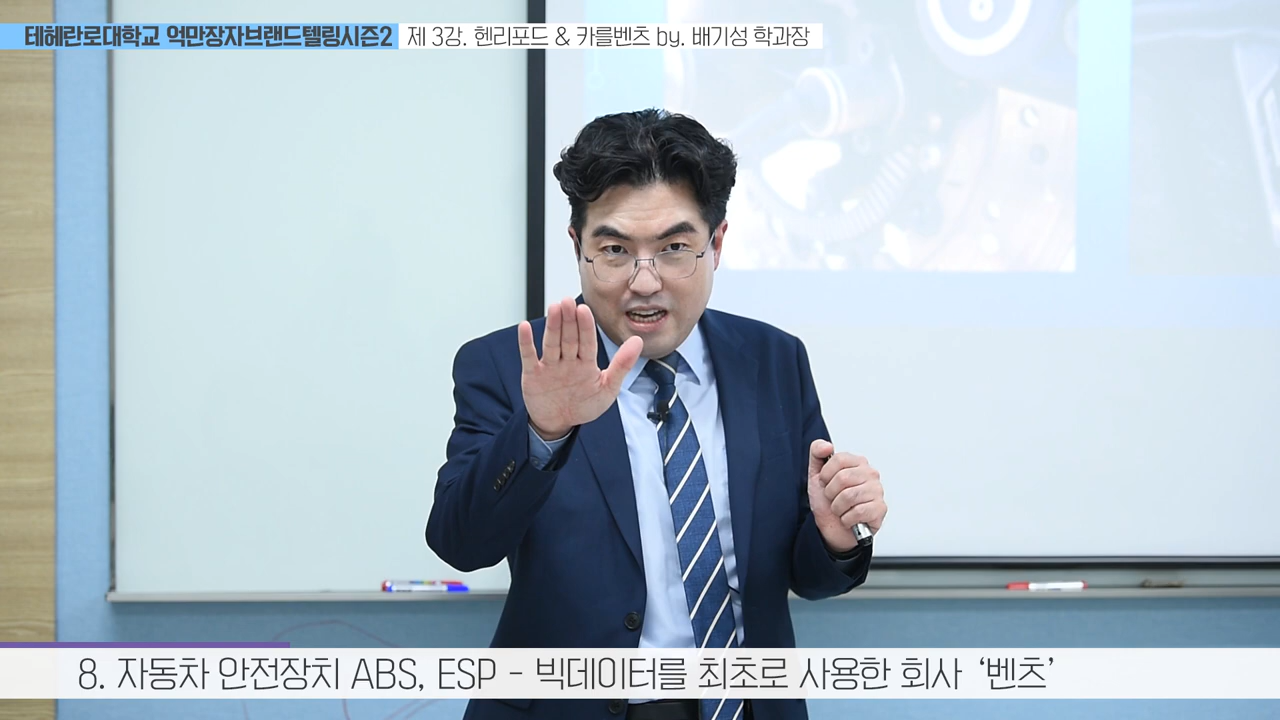 테헤란로대학교 억만장자브랜드텔링시즌2 제 3강. 헨리포드 & 카를벤츠 by. 배기성 학과장
8. 자동차 안전장치 ABS, ESP - 빅데이터를 최초로 사용한 회사 ‘벤츠’